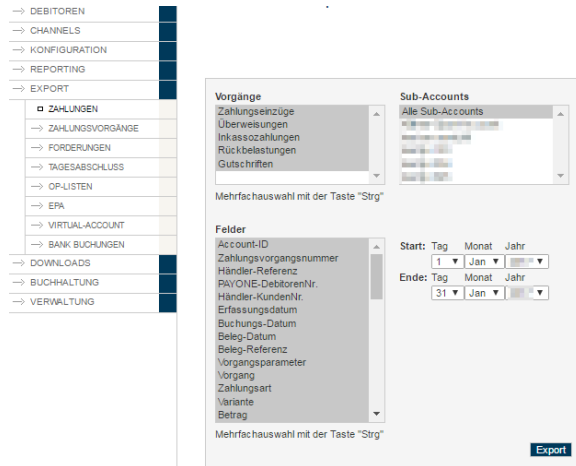 DEBITOREN
CHANNELS
KONFIGURATION
REPORTING
EXPORT
ZAHLUNGEN
ZAHLUNGSVORGÄNGE
FORDERUNGEN
TAGESABSCHLUSS
OP-LISTEN
EPA
VIRTUAL-ACCOUNT
BANK BUCHUNGEN
DOWNLOADS
BUCHHALTUNG
VERWALTUNG
Vorgänge
Zahlungseinzüge
Überweisungen
Inkassozahlungen
Rückbelastungen
Gutschriften
Mehrfachauswahl mit der Taste "Strg"
Sub-Accounts
Alle Sub-Accounts
Felder
Account-ID
Zahlungsvorgangsnummer
Händler-Referenz
PAYONE-DebitorenNr.
Händler-KundenNr.
Erfassungsdatum
Buchungs-Datum
Beleg-Datum
Beleg-Referenz
Vorgangsparameter
Vorgang
Zahlungsart
Variante
Betrag
Mehrfachauswahl mit der Taste "Strg"
Start: Tag Monat Jahr
1 Jan
Ende: Tag Monat Jahr
31 Jan
Export